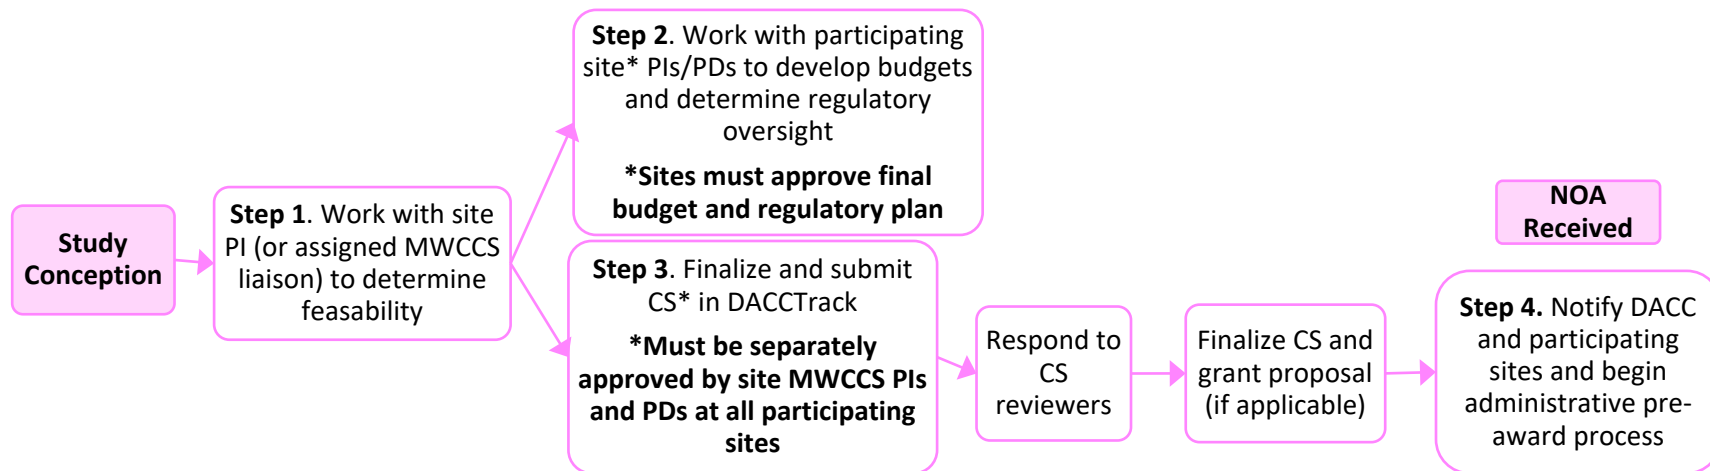 Study
Conception
Step 1. Work with site
PI (or assigned MWCCS
liaison) to determine
feasability
Step 2. Work with participating
site* PIs/PDs to develop budgets
and determine regulatory
oversight
*Sites must approve final
budget and regulatory plan
Step 3. Finalize and submit
CS* in DACCTrack
*Must be separately
approved by site MWCCS PIs
and PDs at all participating
sites
Respond to
CS
reviewers
Finalize CS and
grant proposal
(if applicable)
NOA
Received
Step 4. Notify DACC
and participating
sites and begin
administrative pre-
award process